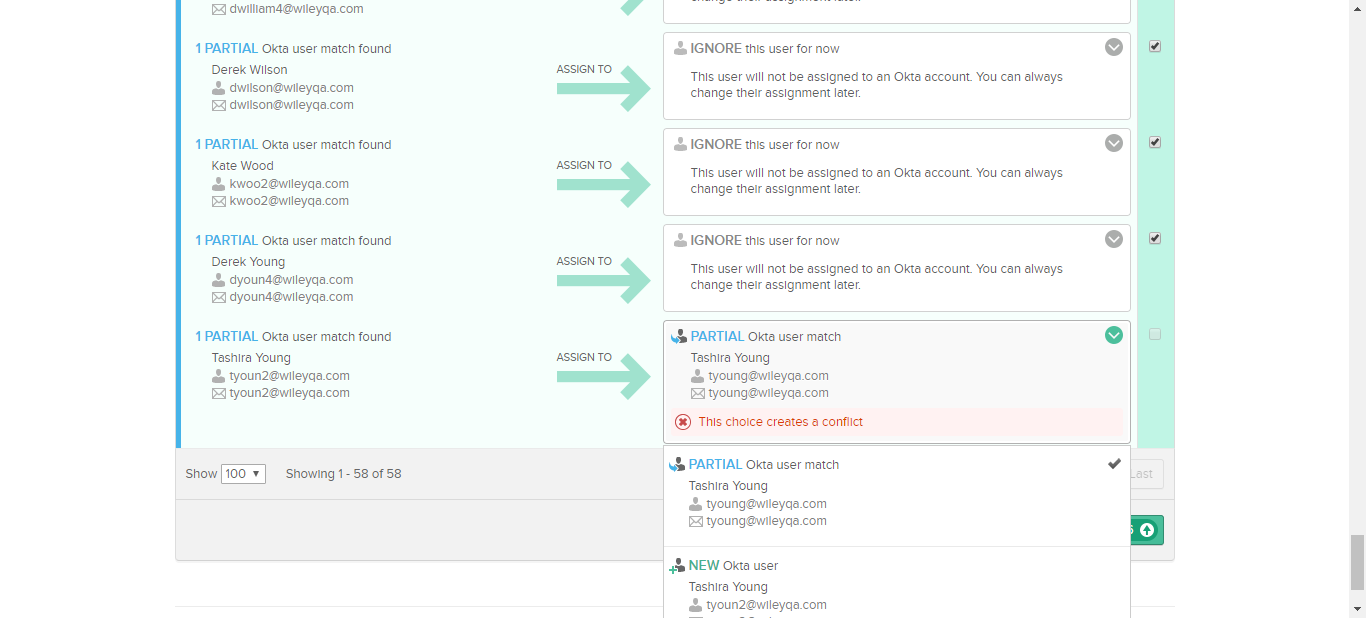 dwilliam4@wileyqa.com
change their assignment later.
1 PARTIAL Okta user match found
Derek Wilson
dwilson@wileyqa.com
dwilson@wileyqa.com
ASSIGN TO
IGNORE this user for now
This user will not be assigned to an Okta account. You can always
change their assignment later.
1 PARTIAL Okta user match found
Kate Wood
kwoo2@wileyqa.com
kwoo2@wileyqa.com
ASSIGN TO
IGNORE this user for now
This user will not be assigned to an Okta account. You can always
change their assignment later.
1 PARTIAL Okta user match found
Derek Young
dyoun4@wileyqa.com
dyoun4@wileyqa.com
ASSIGN TO
IGNORE this user for now
This user will not be assigned to an Okta account. You can always
change their assignment later.
1 PARTIAL Okta user match found
Tashira Young
tyoun2@wileyqa.com
tyoun2@wileyqa.com
ASSIGN TO
PARTIAL Okta user match
Tashira Young
tyoung@wileyqa.com
tyoung@wileyqa.com
This choice creates a conflict
PARTIAL Okta user match
Tashira Young
tyoung@wileyqa.com
tyoung@wileyqa.com
NEW Okta user
Tashira Young
tyoun2@wileyqa.com
Show 100 Showing 1 - 58 of 58
Last